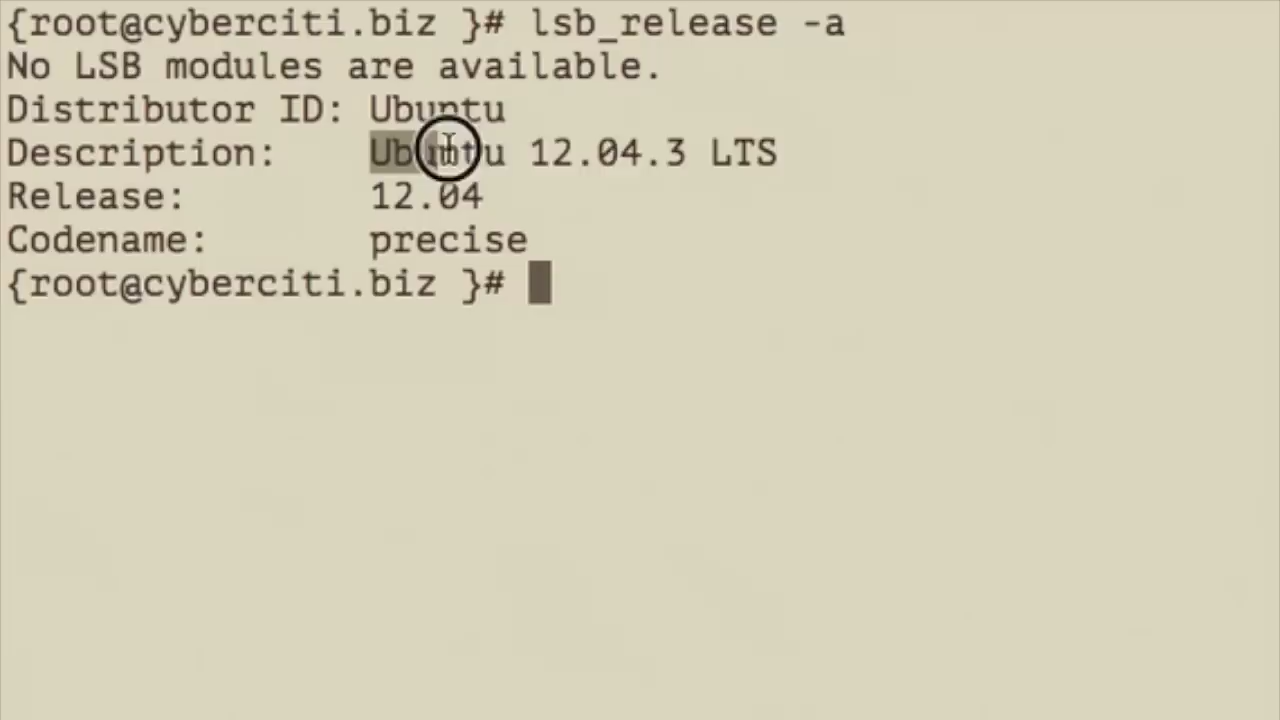 {root@cyberciti.biz }# lsb_release -a
No LSB modules are available.
Distributor ID: Ubuntu
Description:    Ubuntu 12.04.3 LTS
Release:        12.04
Codename:       precise
{root@cyberciti.biz }#